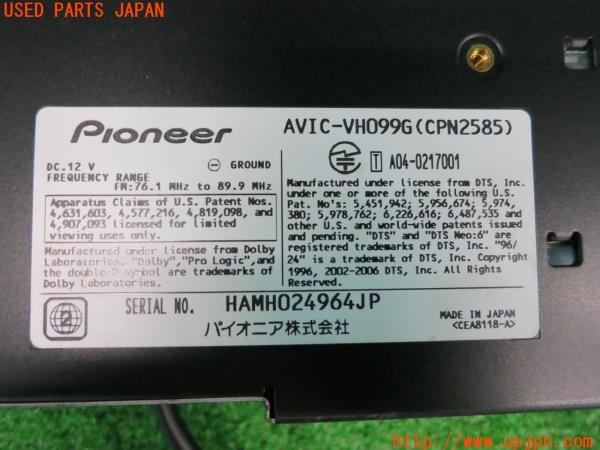 USED PARTS JAPAN
Pioneer
AVIC-VH099G(CPN2585)
DC.12 V
GROUND
FREQUENCY RANGE
FM:76.1 MHz to 89.9 MHz
T A04-0217001
Apparatus Claims of U.S. Patent Nos.
4,631,603, 4,577,216, 4,819,098, and
4,907,093 licensed for limited
viewing uses only.
Manufactured under license from Dolby
Laboratories. "Dolby","Pro Logic",and
the double-D symbol are trademarks of
Dolby Laboratories.
Manufactured under license from DTS, Inc.
under one or more of the following U.S.
Pat. No's: 5,451,942; 5,956,674; 5,974,
380; 5,978,762; 6,226,616; 6,487,535 and
other U.S. and world-wide patents issued
and pending. "DTS" and "DTS Neo:6" are
registered trademarks of DTS, Inc. "96/
24" is a trademark of DTS, Inc. Copyright
1996, 2002-2006 DTS, Inc. All Rights
Reserved.
2
SERIAL NO.
HAMH024964JP
パイオニア株式会社
MADE IN JAPAN
<CEA8118-A>
http://www.upjpn.com